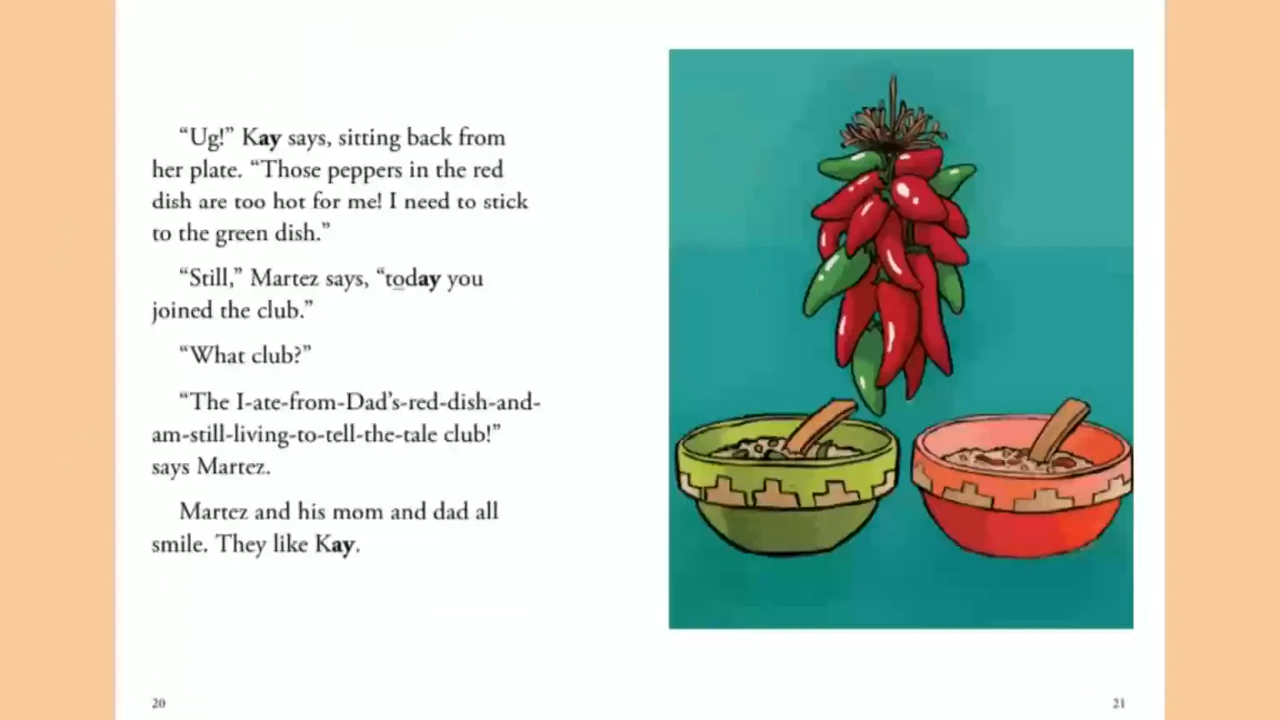 “Ug!” Kay says, sitting back from
her plate. “Those peppers in the red
dish are too hot for me! I need to stick
to the green dish.”
“Still,” Martez says, “today you
joined the club.”
“What club?”
“The I-ate-from-Dad’s-red-dish-and-
am-still-living-to-tell-the-tale club!”
says Martez.
Martez and his mom and dad all
smile. They like Kay.
20
21